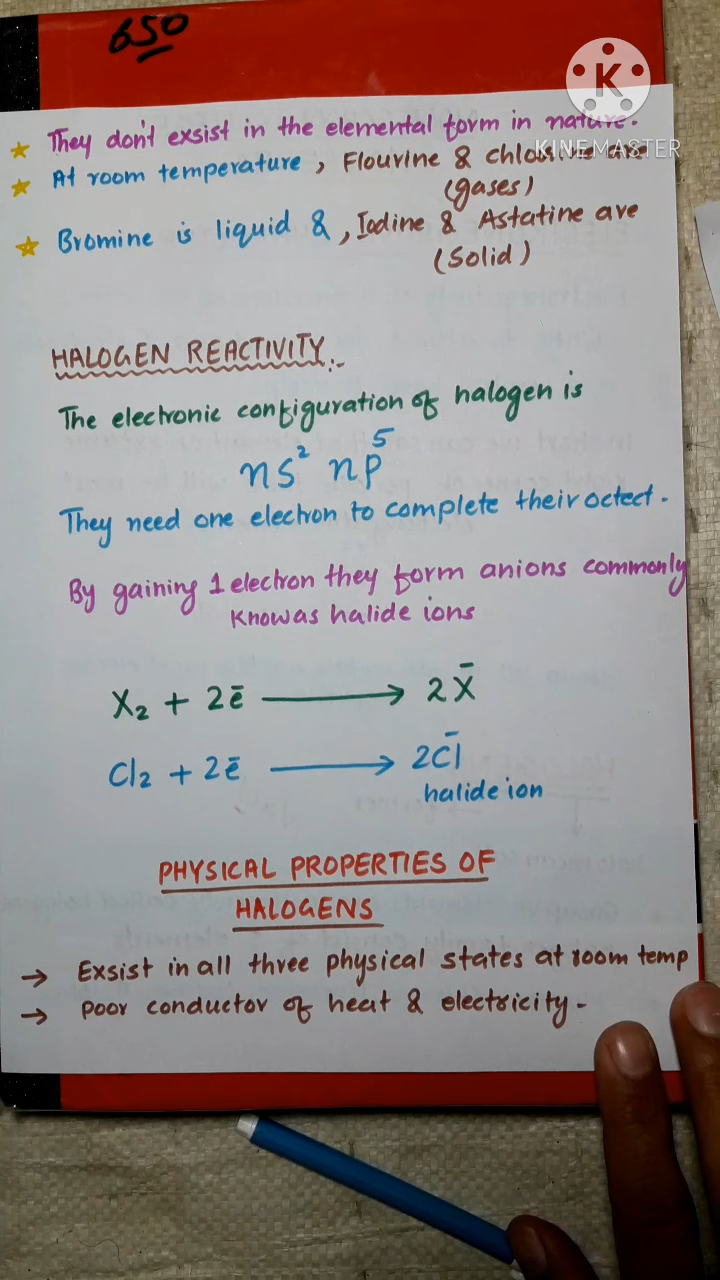 650
K
KINEMASTER
They don't exsist in the elemental form in nature.
At room temperature, Flourine & chlorine are
(gases)
Bromine is liquid &, Iodine & Astatine are
(Solid)
HALOGEN REACTIVITY:-
The electronic configuration of halogen is
ns² np⁵
They need one electron to complete their octect.
By gaining 1 electron they form anions commonly
Knowas halide ions
X₂ + 2ē → 2X̄
Cl₂ + 2ē → 2Cl̄
halide ion
PHYSICAL PROPERTIES OF
HALOGENS
→ Exsist in all three physical states at room temp
→ Poor conductor of heat & electricity.